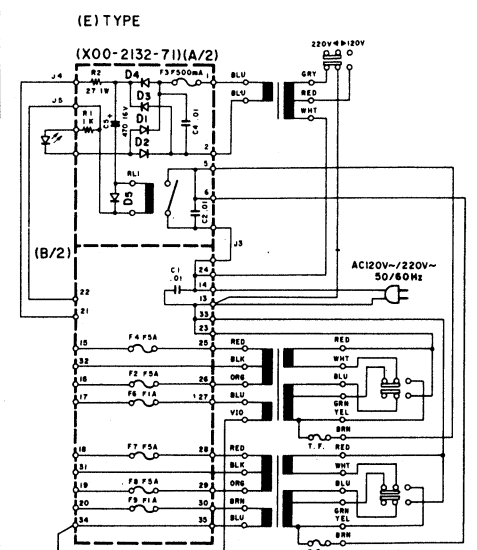 (E) TYPE
(X00-2132-71)(A/2)
220V 120V
J4
R2
27 1W
D4
F3 F500mA
1
BLU
GRY
J5
D3
RED
R1
1K
C5
+
470 16V
D1
C4 .01
BLU
WHT
D2
2
RL1
5
D5
6
C2 .01
J3
(B/2)
24
C1
.01
14
AC120V~/220V~
50/60Hz
13
22
33
21
23
15
F4 F5A
25
RED
RED
32
BLK
WHT
16
F2 F5A
26
ORG
BLU
17
F6 F1A
27
BLU
GRN
VIO
YEL
BRN
T.F.
18
F7 F5A
28
RED
RED
31
BLK
WHT
19
F8 F5A
29
ORG
BLU
20
F9 F1A
30
BRN
GRN
34
35
BLU
YEL
BRN